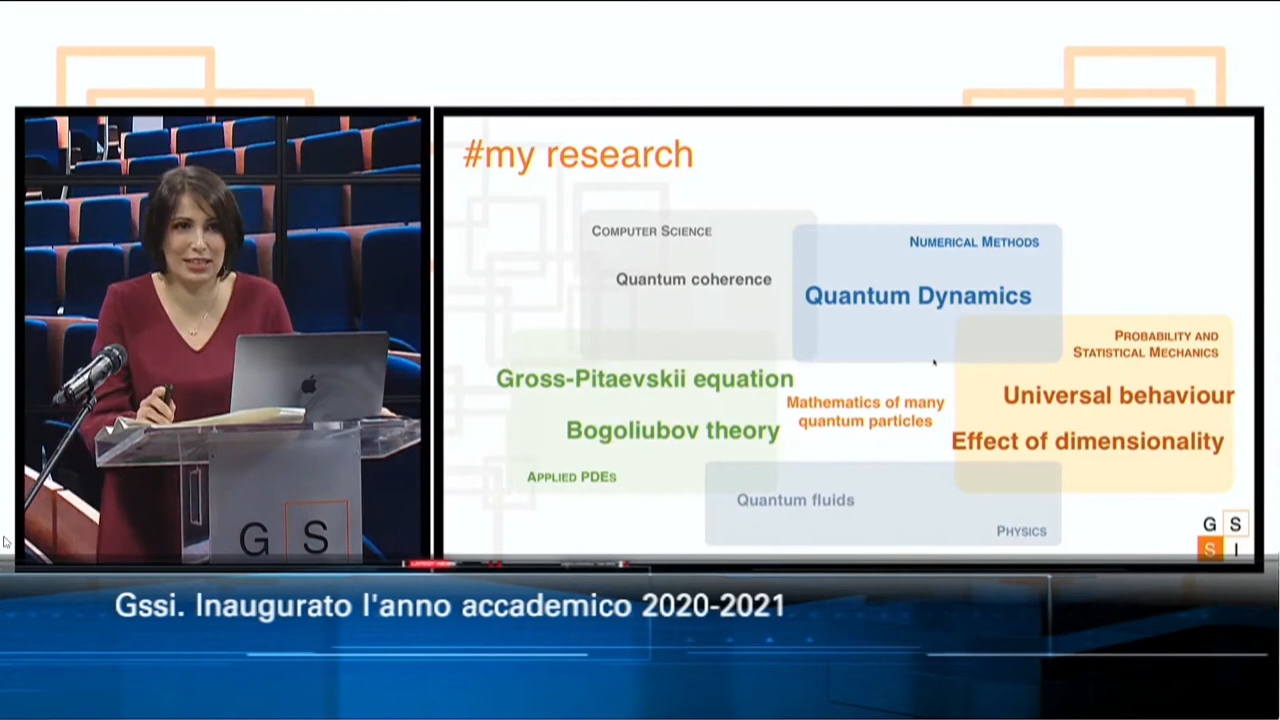 #my research
COMPUTER SCIENCE
Quantum coherence
NUMERICAL METHODS
Quantum Dynamics
PROBABILITY AND
STATISTICAL MECHANICS
Universal behaviour
Effect of dimensionality
Gross-Pitaevskii equation
Bogoliubov theory
APPLIED PDES
Mathematics of many
quantum particles
Quantum fluids
PHYSICS
G S
S I
G S
Gssi. Inaugurato l'anno accademico 2020-2021